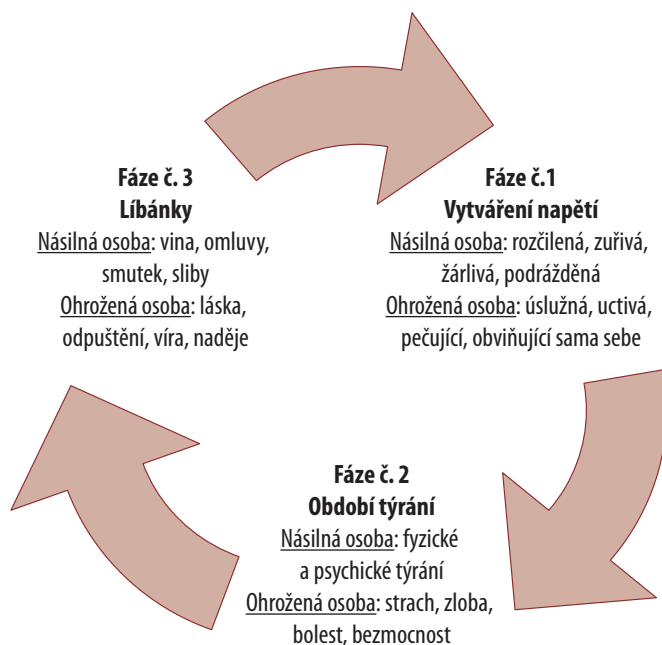 Fáze č. 3
Líbánky
Násilná osoba: vina, omluvy,
smutek, sliby
Ohrožená osoba: láska,
odpuštění, víra, naděje
Fáze č.1
Vytváření napětí
Násilná osoba: rozčilená, zuřivá,
žárlivá, podrážděná
Ohrožená osoba: úslužná, uctivá,
pečující, obviňující sama sebe
Fáze č. 2
Období týrání
Násilná osoba: fyzické
a psychické týrání
Ohrožená osoba: strach, zloba,
bolest, bezmocnost